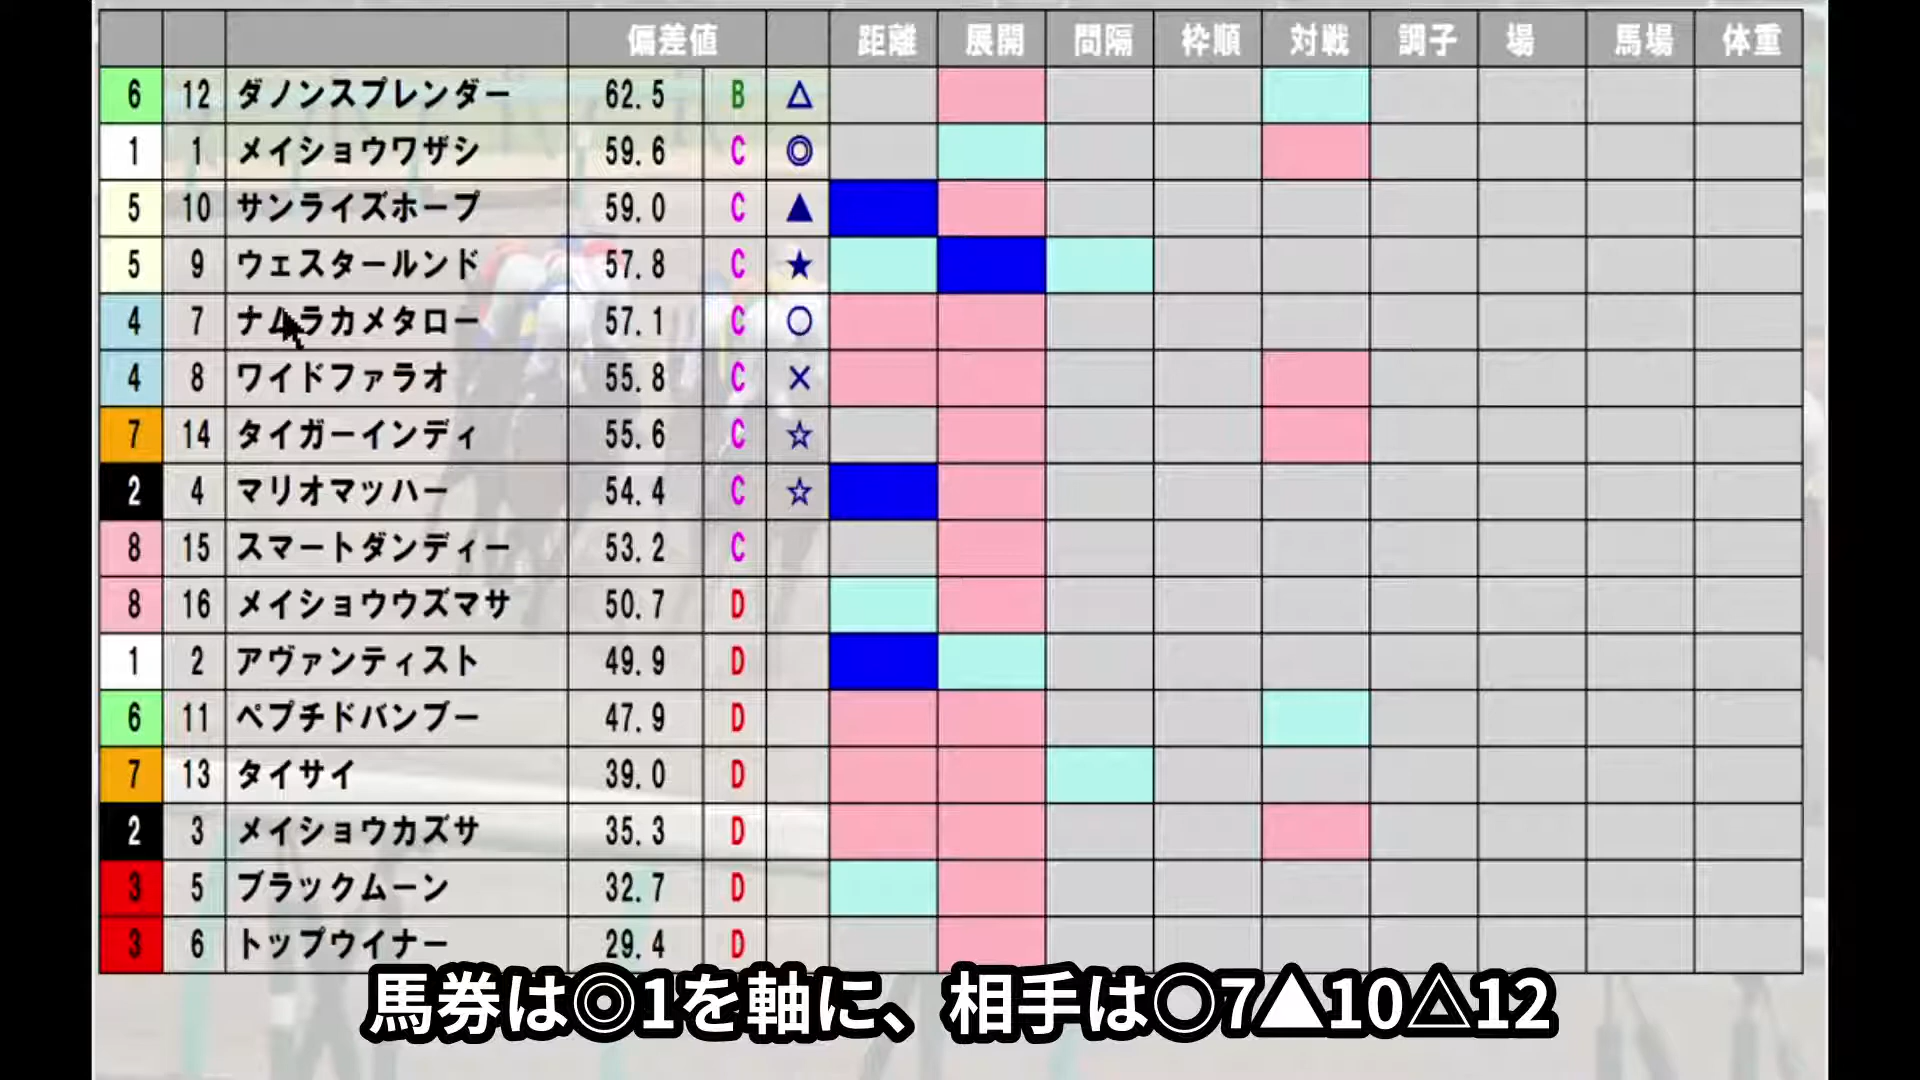 偏差値 距離 展開 間隔 枠順 対戦 調子 場 馬場 体重
6 12 ダノンスプレンダー 62.5 B △
1 1 メイショウワザシ 59.6 C ◎
5 10 サンライズホープ 59.0 C ▲
5 9 ウェスタールンド 57.8 C ★
4 7 ナムラカメタロー 57.1 C ○
4 8 ワイドファラオ 55.8 C ×
7 14 タイガーインディ 55.6 C ☆
2 4 マリオマッハー 54.4 C ☆
8 15 スマートダンディー 53.2 C
8 16 メイショウウズマサ 50.7 D
1 2 アヴァンティスト 49.9 D
6 11 ペプチドバンブー 47.9 D
7 13 タイサイ 39.0 D
2 3 メイショウカズサ 35.3 D
3 5 ブラックムーン 32.7 D
3 6 トップウイナー 29.4 D
馬券は◎1を軸に、相手は○7▲10△12